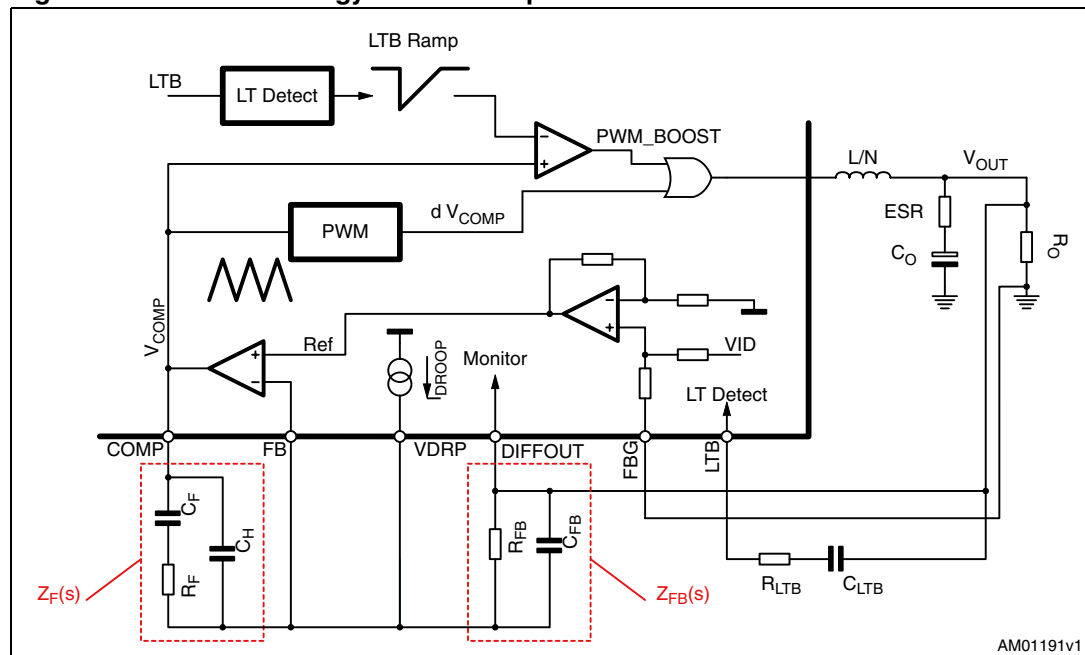 LTB Ramp
LTB
LT Detect
PWM_BOOST
L/N
V_OUT
d V_COMP
ESR
PWM
C_O
R_O
V_COMP
Ref
Monitor
VID
I_DROOP
LT Detect
COMP
FB
VDRP
DIFFOUT
FBG
LTB
C_F
C_H
R_F
R_FB
C_FB
R_LTB
C_LTB
Z_F(s)
Z_FB(s)
AM01191v1